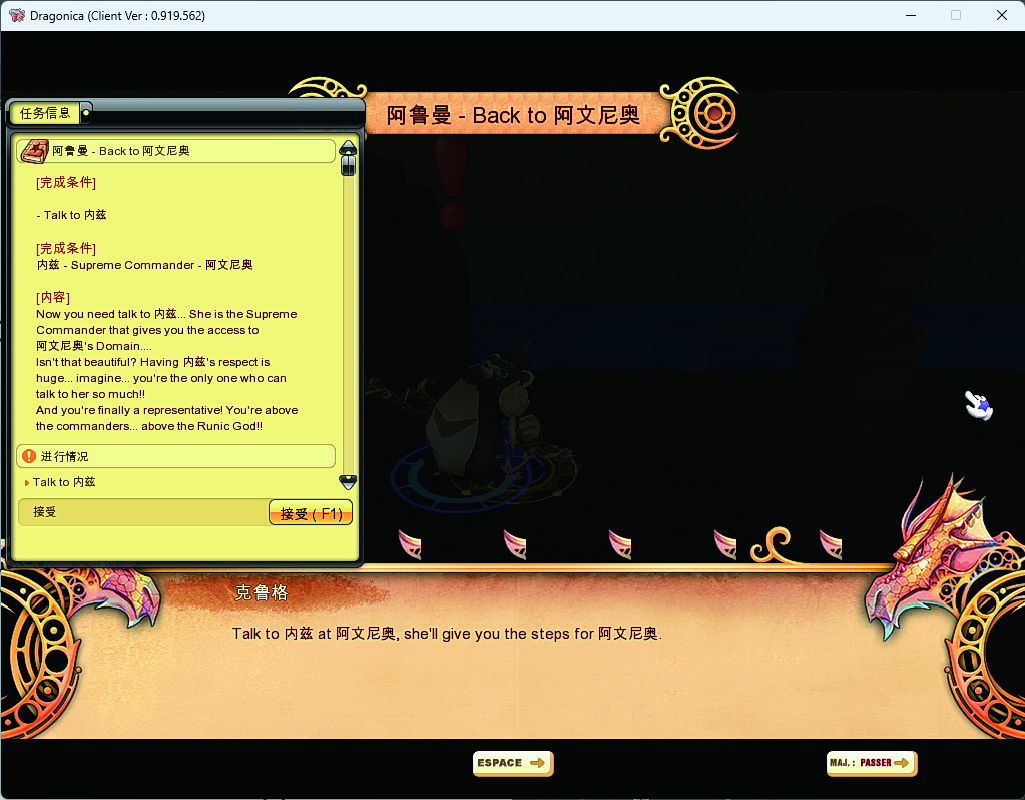 Dragonica (Client Ver : 0.919.562)
阿鲁曼 - Back to 阿文尼奥
任务信息
阿鲁曼 - Back to 阿文尼奥
[完成条件]
- Talk to 内兹
[完成条件]
内兹 - Supreme Commander - 阿文尼奥
[内容]
Now you need talk to 内兹... She is the Supreme
Commander that gives you the access to
阿文尼奥's Domain....
Isn't that beautiful? Having 内兹's respect is
huge... imagine... you're the only one who can
talk to her so much!!
And you're finally a representative! You're above
the commanders... above the Runic God!!
进行情况
Talk to 内兹
接受
接受 ( F1)
克鲁格
Talk to 内兹 at 阿文尼奥, she'll give you the steps for 阿文尼奥.
ESPACE
MAJ. : PASSER